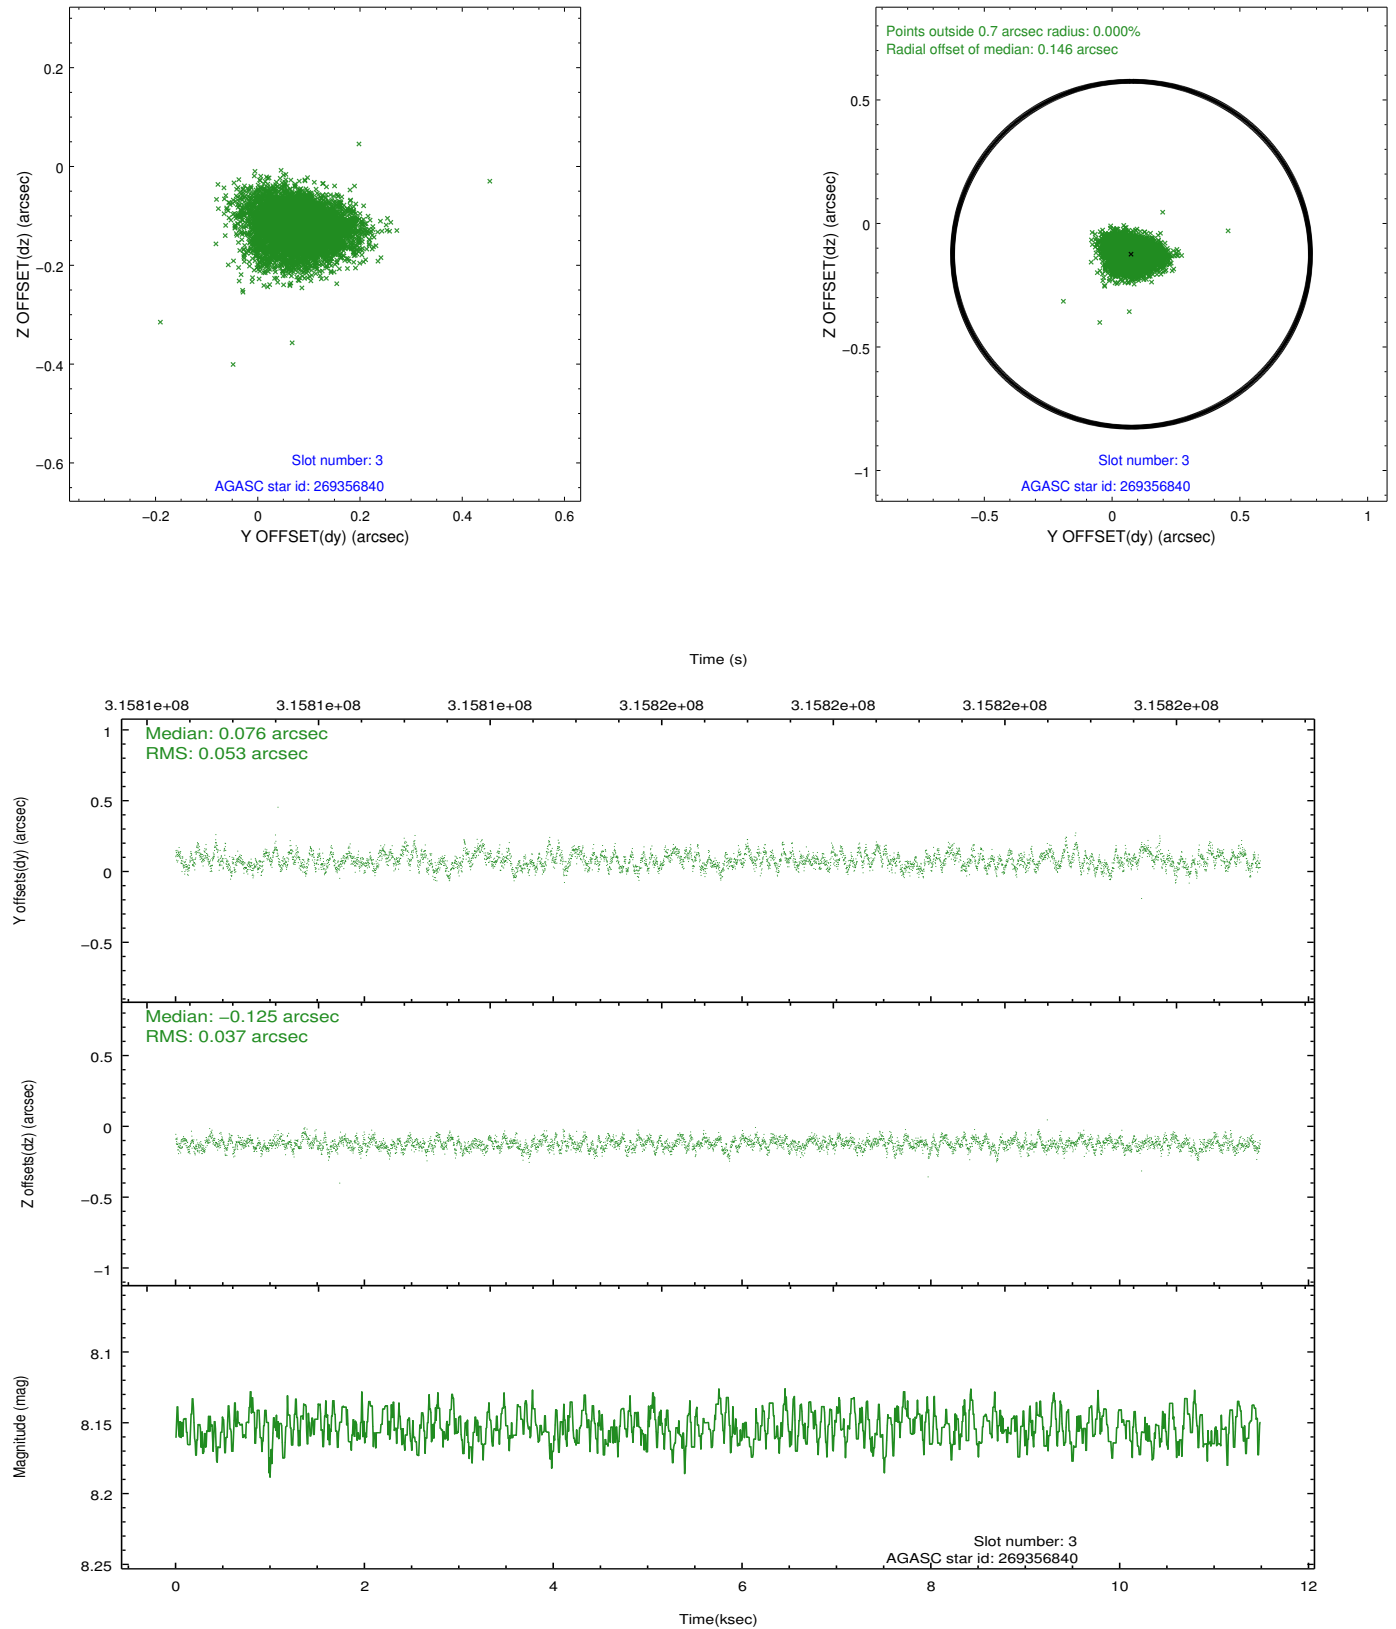 0.2
0
−0.2
−0.4
−0.6
Z OFFSET(dz) (arcsec)
Slot number: 3
AGASC star id: 269356840
−0.2
0
0.2
0.4
0.6
Y OFFSET(dy) (arcsec)
Points outside 0.7 arcsec radius: 0.000%
Radial offset of median: 0.146 arcsec
0.5
0
−0.5
−1
Z OFFSET(dz) (arcsec)
Slot number: 3
AGASC star id: 269356840
−0.5
0
0.5
1
Y OFFSET(dy) (arcsec)
Time (s)
3.1581e+08
3.1581e+08
3.1581e+08
3.1582e+08
3.1582e+08
3.1582e+08
3.1582e+08
Median: 0.076 arcsec
RMS: 0.053 arcsec
1
0.5
0
−0.5
Y offsets(dy) (arcsec)
Median: −0.125 arcsec
RMS: 0.037 arcsec
0.5
0
−0.5
−1
Z offsets(dz) (arcsec)
8.1
8.15
8.2
8.25
Magnitude (mag)
Slot number: 3
AGASC star id: 269356840
0
2
4
6
8
10
12
Time(ksec)